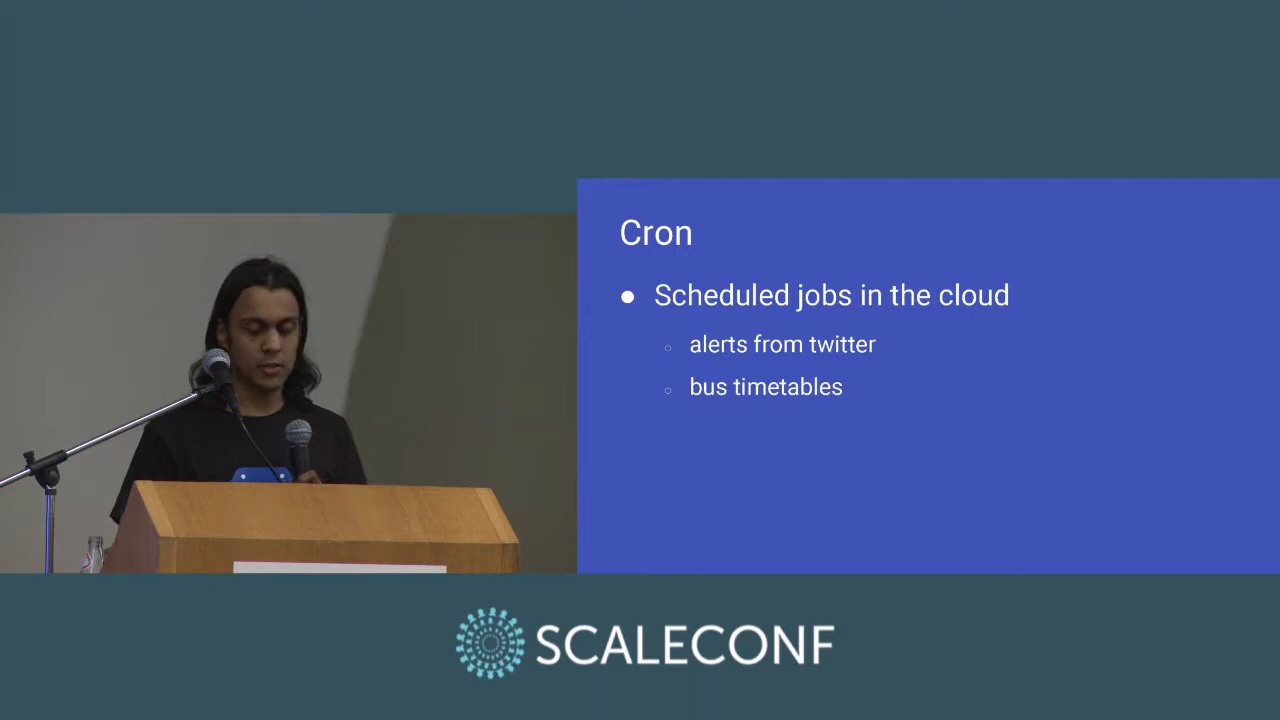 Cron
● Scheduled jobs in the cloud
○ alerts from twitter
○ bus timetables
SCALECONF